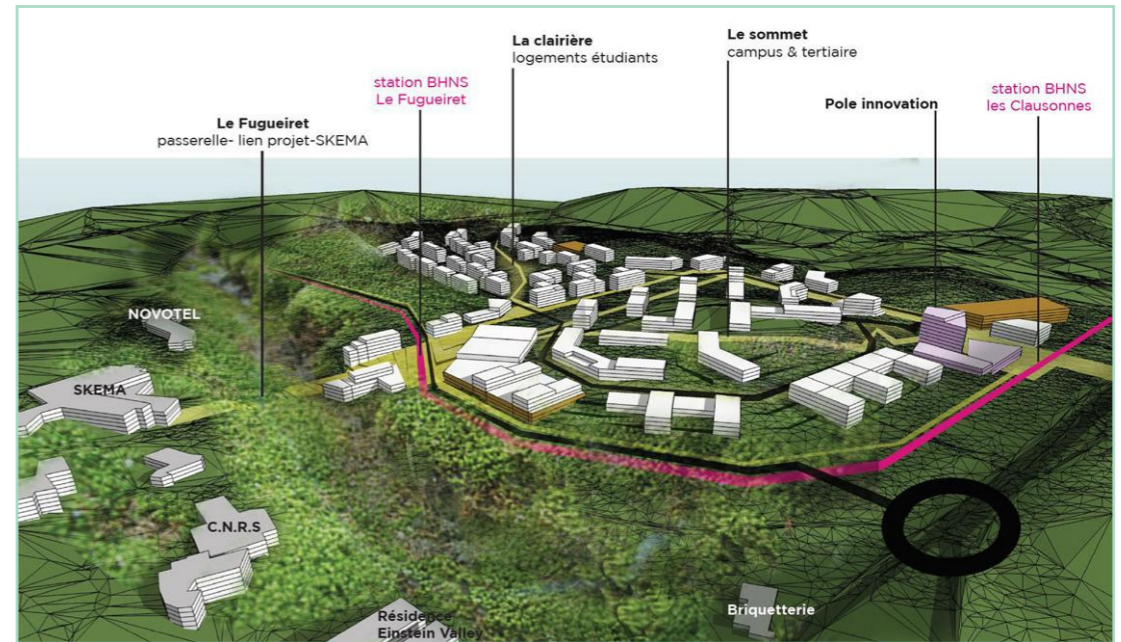 La clairière
logements étudiants
Le sommet
campus & tertiaire
station BHNS
Le Fugueiret
station BHNS
les Clausonnes
Pole innovation
Le Fugueiret
passerelle- lien projet-SKEMA
NOVOTEL
SKEMA
C.N.R.S
Résidence
Einstein Valley
Briquetterie